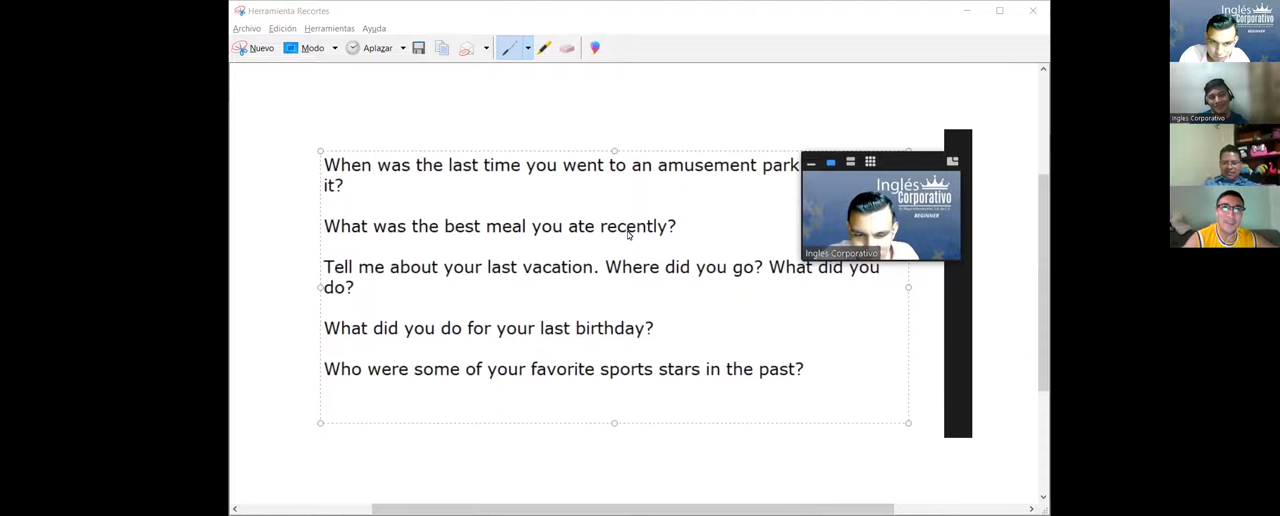 Herramienta Recortes
Archivo Edición Herramientas Ayuda
Nuevo Modo Aplazar
When was the last time you went to an amusement park
it?
What was the best meal you ate recently?
Tell me about your last vacation. Where did you go? What did you
do?
What did you do for your last birthday?
Who were some of your favorite sports stars in the past?
Inglés
Corporativo
BEGINNER
Inglés Corporativo
Inglés
Corporativo
BEGINNER
Inglés Corporativo